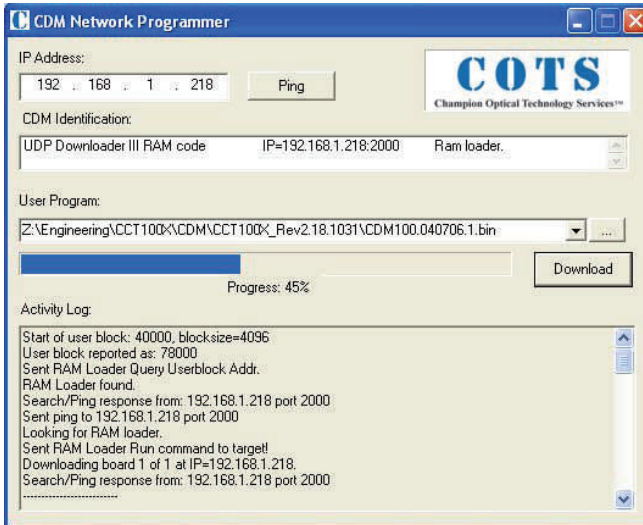 CDM Network Programmer
IP Address:
192 . 168 . 1 . 218
Ping
COTS
Champion Optical Technology Services™
CDM Identification:
UDP Downloader III RAM code IP=192.168.1.218:2000 Ram loader.
User Program:
Z:\Engineering\CCT100X\CDM\CCT100X_Rev2.18.1031\CDM100.040706.1.bin
...
Download
Progress: 45%
Activity Log:
Start of user block: 40000, blocksize=4096
User block reported as: 78000
Sent RAM Loader Query Userblock Addr.
RAM Loader found.
Search/Ping response from: 192.168.1.218 port 2000
Sent ping to 192.168.1.218 port 2000
Looking for RAM loader.
Sent RAM Loader Run command to target!
Downloading board 1 of 1 at IP=192.168.1.218.
Search/Ping response from: 192.168.1.218 port 2000
--------------------------